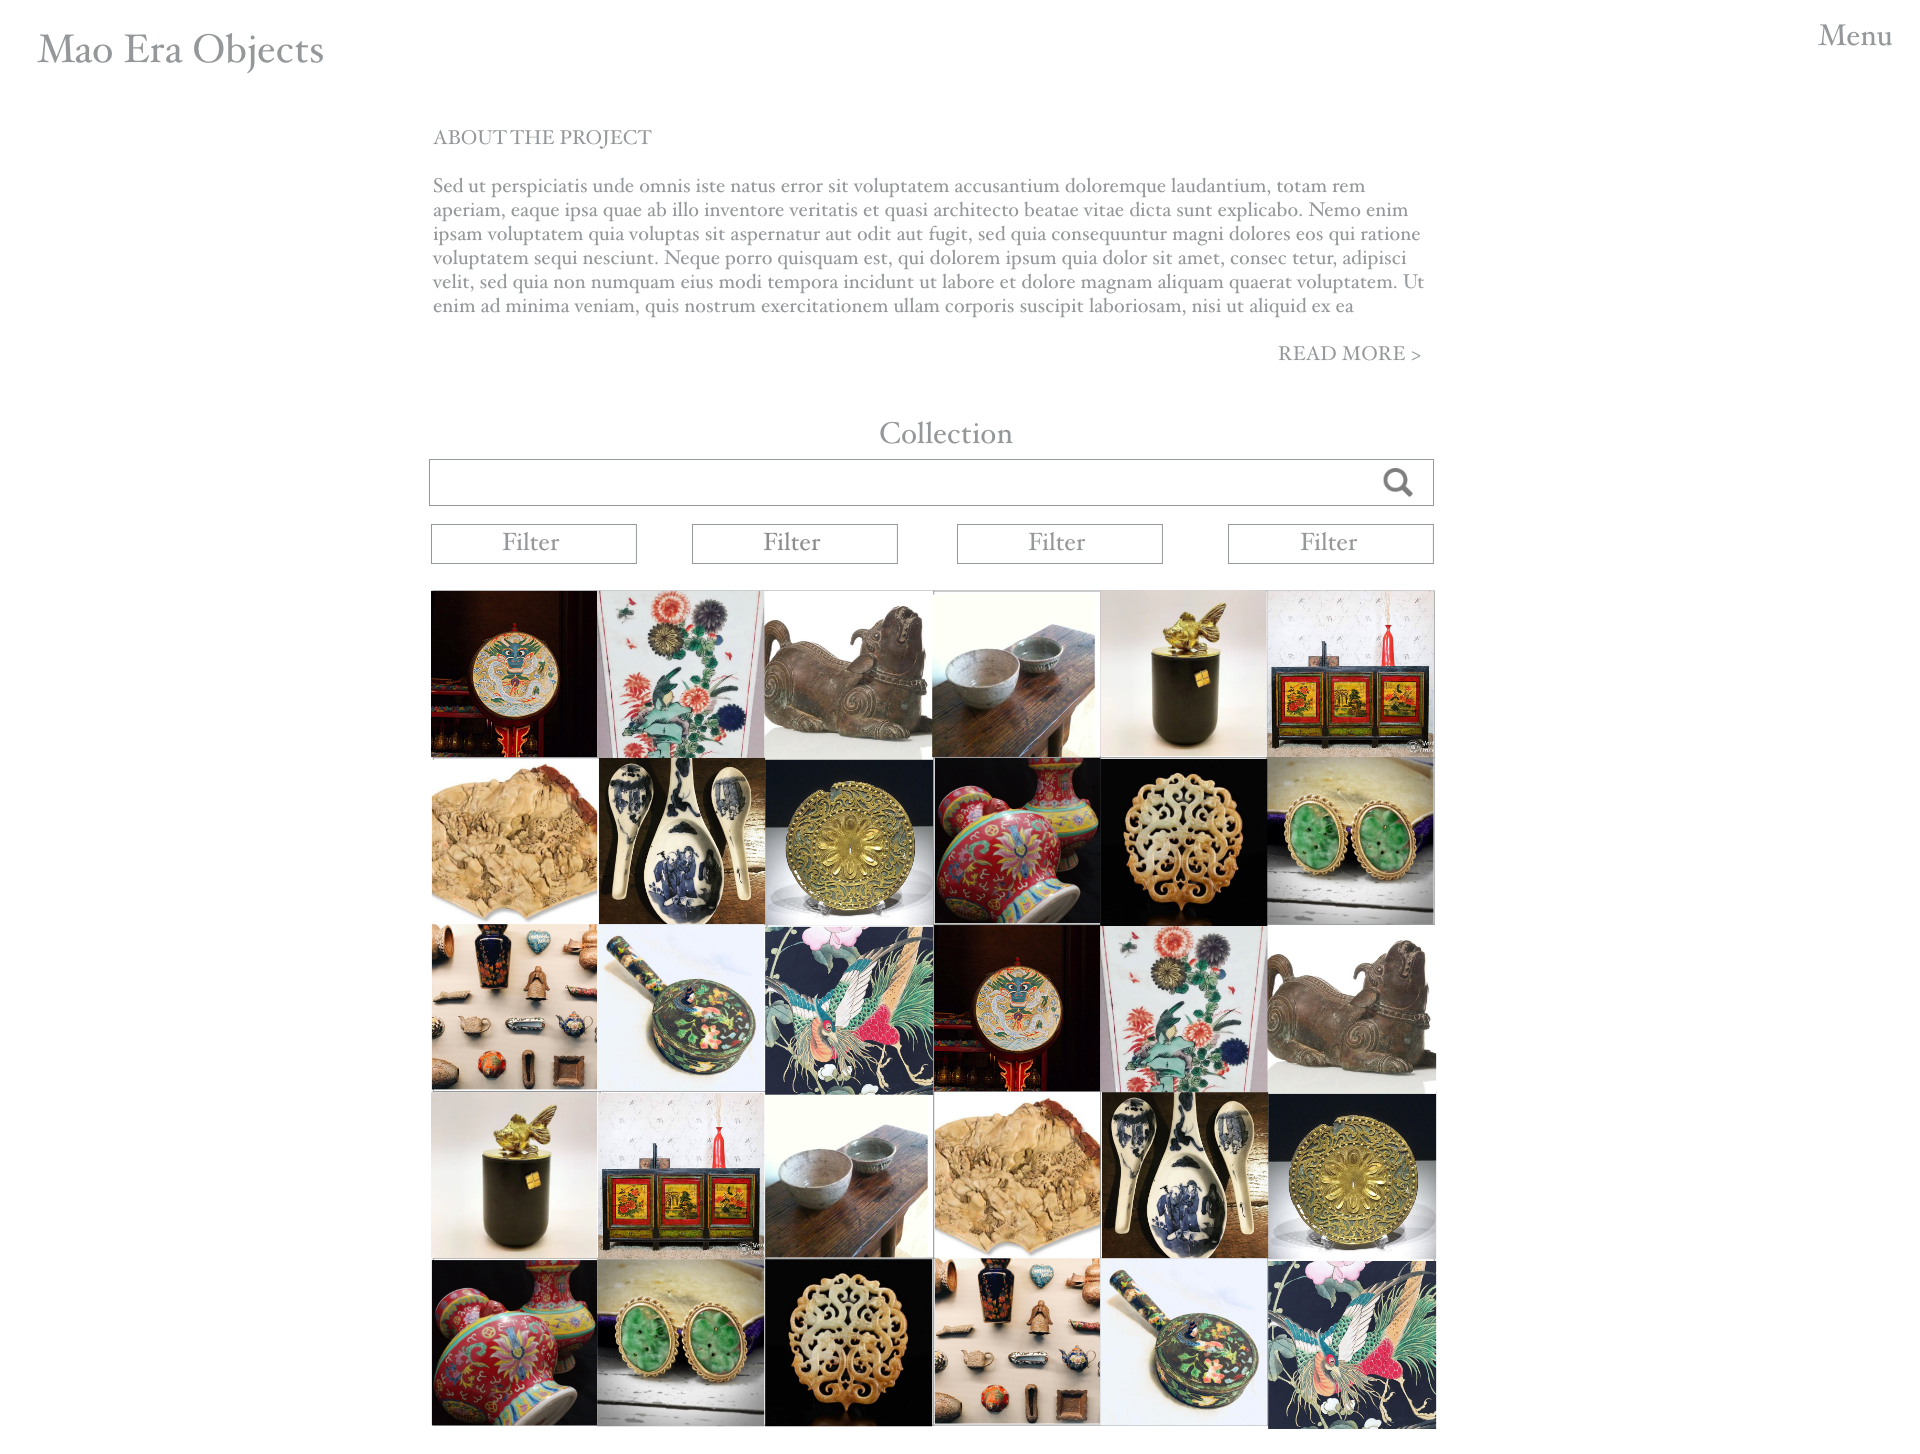 Mao Era Objects
Menu
ABOUT THE PROJECT
Sed ut perspiciatis unde omnis iste natus error sit voluptatem accusantium doloremque laudantium, totam rem
aperiam, eaque ipsa quae ab illo inventore veritatis et quasi architecto beatae vitae dicta sunt explicabo. Nemo enim
ipsam voluptatem quia voluptas sit aspernatur aut odit aut fugit, sed quia consequuntur magni dolores eos qui ratione
voluptatem sequi nesciunt. Neque porro quisquam est, qui dolorem ipsum quia dolor sit amet, consec tetur, adipisci
velit, sed quia non numquam eius modi tempora incidunt ut labore et dolore magnam aliquam quaerat voluptatem. Ut
enim ad minima veniam, quis nostrum exercitationem ullam corporis suscipit laboriosam, nisi ut aliquid ex ea
READ MORE >
Collection
Filter
Filter
Filter
Filter